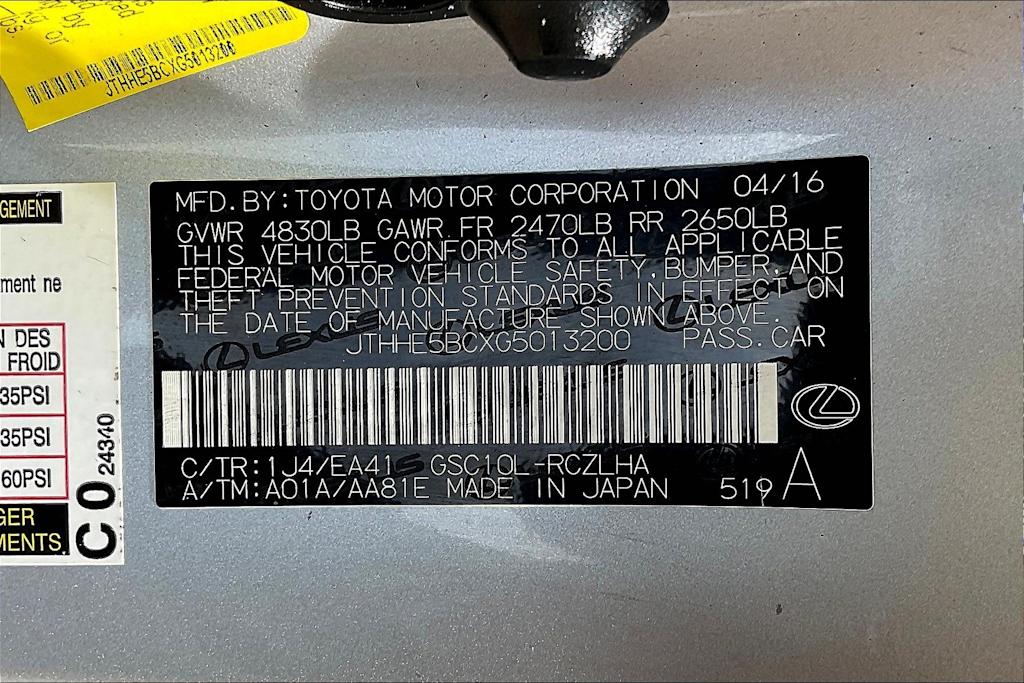 JTHHE5BCXG5013200
MFD. BY: TOYOTA MOTOR CORPORATION 04/16
GVWR 4830LB GAWR FR 2470LB RR 2650LB
THIS VEHICLE CONFORMS TO ALL APPLICABLE
FEDERAL MOTOR VEHICLE SAFETY, BUMPER, AND
THEFT PREVENTION STANDARDS IN EFFECT ON
THE DATE OF MANUFACTURE SHOWN ABOVE.
JTHHE5BCXG5013200 PASS. CAR
C/TR: 1J4/EA41 GSC10L-RCZLHA
A/TM: A01A/AA81E MADE IN JAPAN 519 A
LEXUS
GEMENT
ment ne
N DES
FROID
35PSI
35PSI
60PSI
GER
MENTS
C0 24340